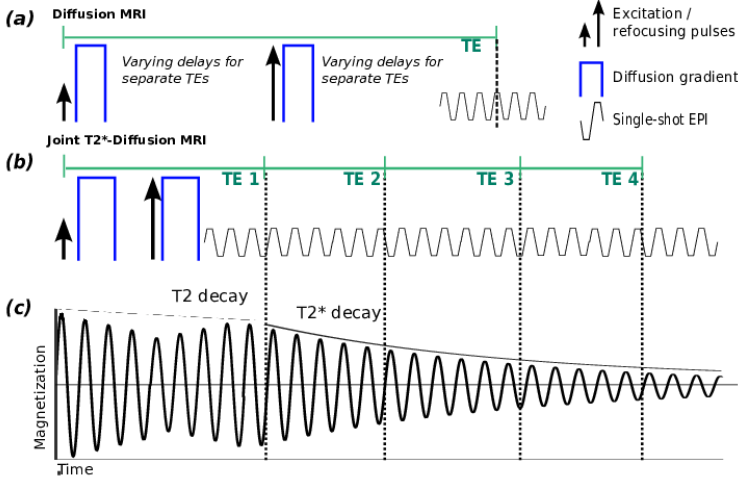 (a)
Diffusion MRI
TE
Varying delays for
separate TEs
Varying delays for
separate TEs
Excitation /
refocusing pulses
Diffusion gradient
Single-shot EPI
Joint T2*-Diffusion MRI
(b)
TE 1
TE 2
TE 3
TE 4
(c)
T2 decay
T2* decay
Magnetization
Time